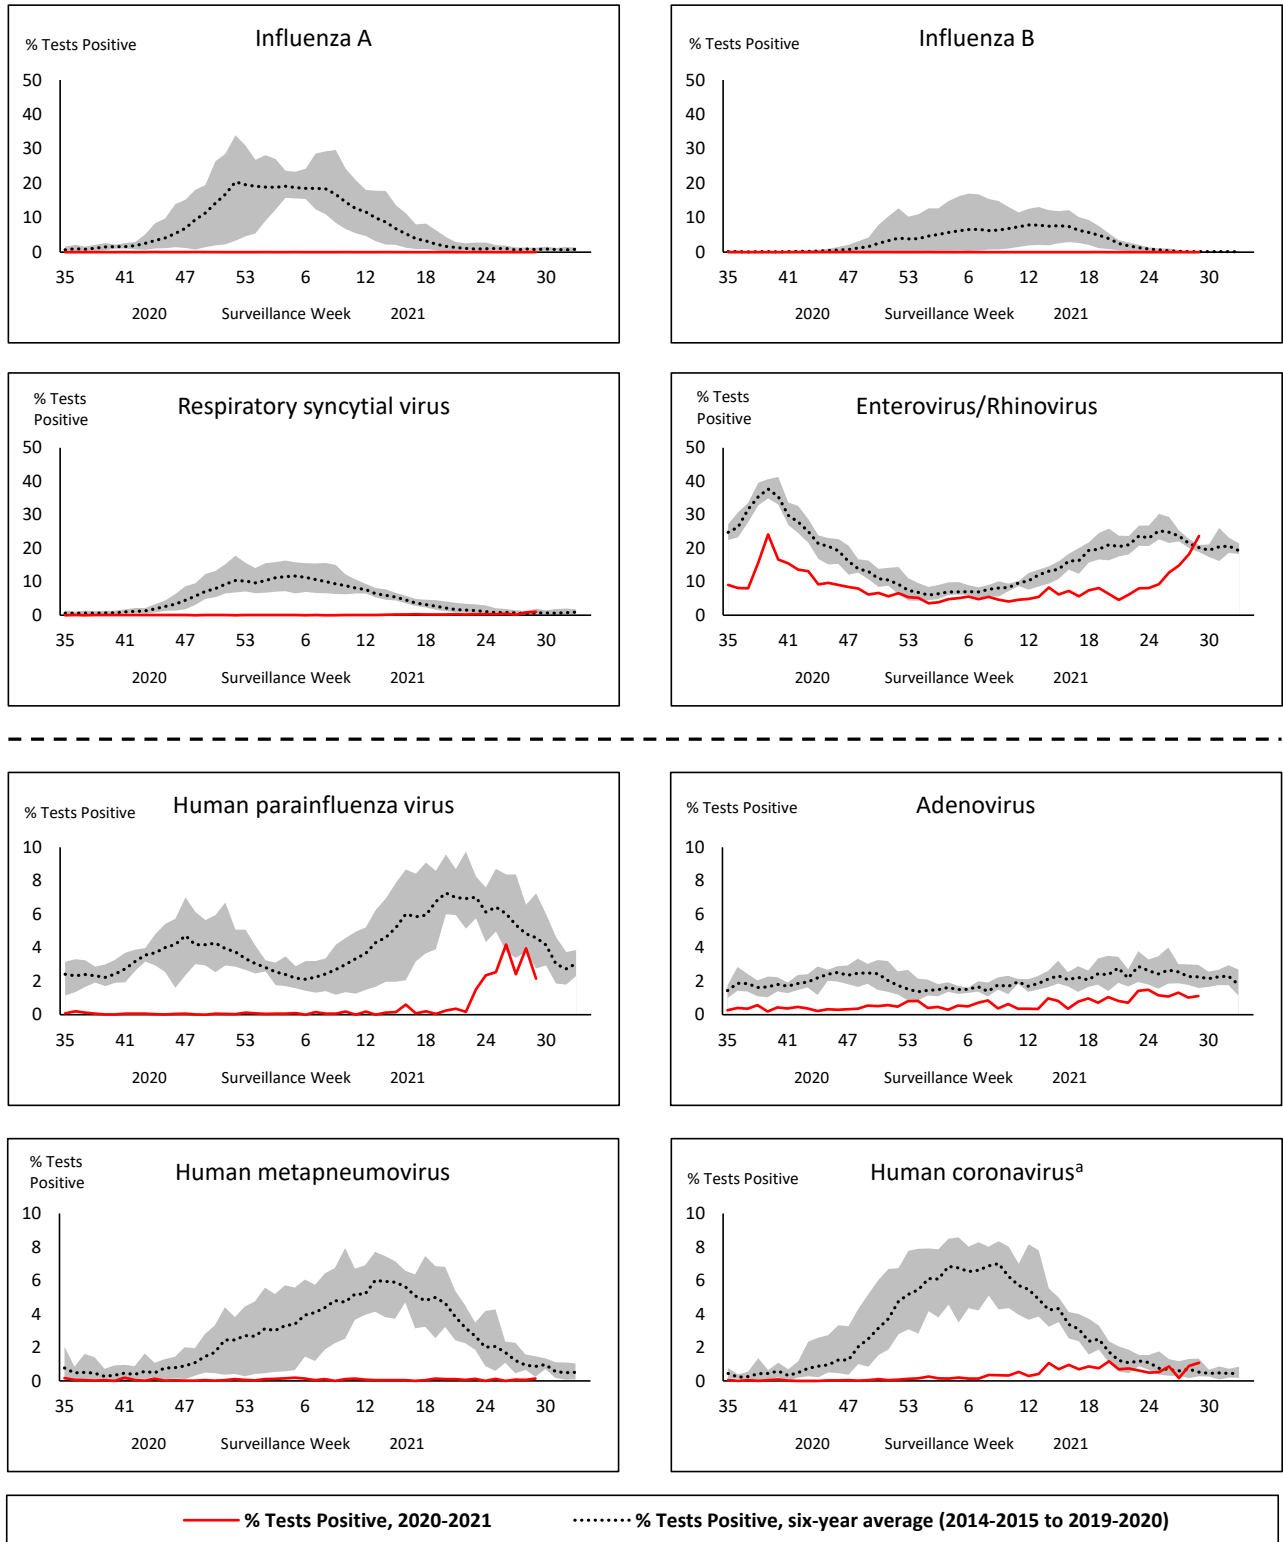 Influenza A
% Tests Positive
50
40
30
20
10
0
35 41 47 53 6 12 18 24 30
2020 Surveillance Week 2021
Influenza B
% Tests Positive
50
40
30
20
10
0
35 41 47 53 6 12 18 24 30
2020 Surveillance Week 2021
Respiratory syncytial virus
% Tests
Positive
50
40
30
20
10
0
35 41 47 53 6 12 18 24 30
2020 Surveillance Week 2021
Enterovirus/Rhinovirus
% Tests
Positive
50
40
30
20
10
0
35 41 47 53 6 12 18 24 30
2020 Surveillance Week 2021
Human parainfluenza virus
% Tests Positive
10
8
6
4
2
0
35 41 47 53 6 12 18 24 30
2020 Surveillance Week 2021
Adenovirus
% Tests Positive
10
8
6
4
2
0
35 41 47 53 6 12 18 24 30
2020 Surveillance Week 2021
Human metapneumovirus
% Tests
Positive
10
8
6
4
2
0
35 41 47 53 6 12 18 24 30
2020 Surveillance Week 2021
Human coronavirusᵃ
% Tests Positive
10
8
6
4
2
0
35 41 47 53 6 12 18 24 30
2020 Surveillance Week 2021
% Tests Positive, 2020-2021 % Tests Positive, six-year average (2014-2015 to 2019-2020)